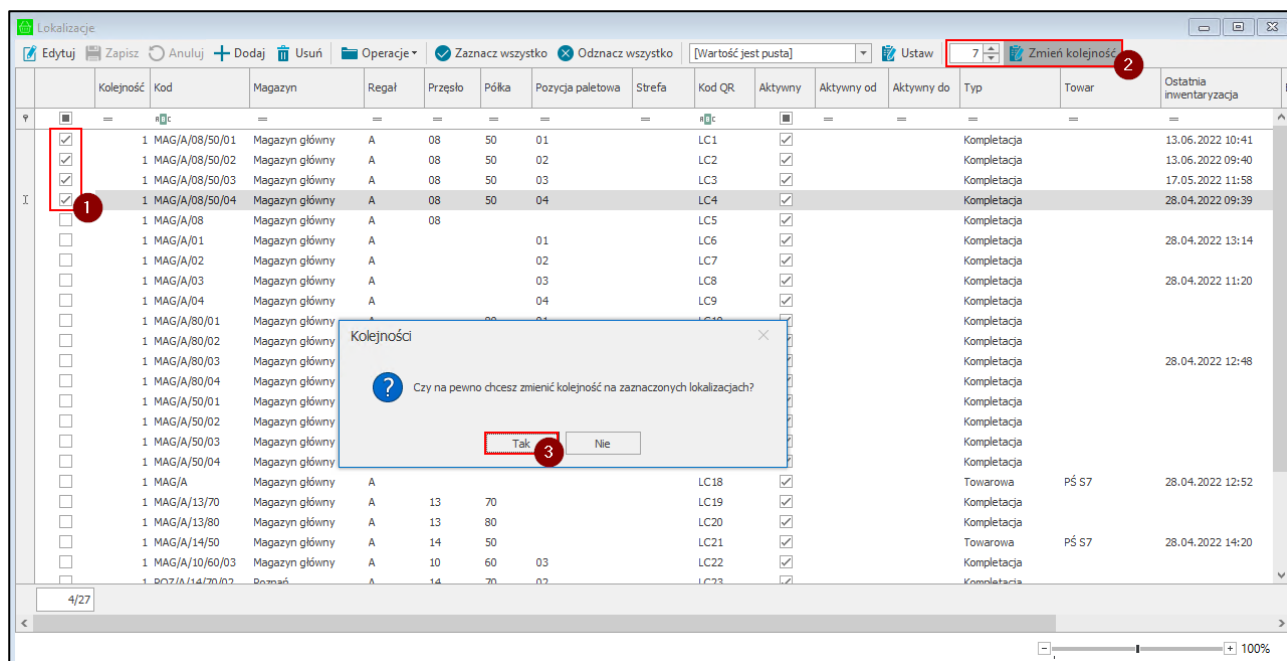 Lokalizacje
Edytuj Zapisz Anuluj Dodaj Usuń Operacje Zaznacz wszystko Odznacz wszystko [Wartość jest pusta] Ustaw 7 Zmień kolejność
2
Kolejność Kod Magazyn Regał Przęsło Półka Pozycja paletowa Strefa Kod QR Aktywny Aktywny od Aktywny do Typ Towar Ostatnia inwentaryzacja
1 MAG/A/08/50/01 Magazyn główny A 08 50 01 LC1 Kompletacja 13.06.2022 10:41
1 MAG/A/08/50/02 Magazyn główny A 08 50 02 LC2 Kompletacja 13.06.2022 09:40
1 MAG/A/08/50/03 Magazyn główny A 08 50 03 LC3 Kompletacja 17.05.2022 11:58
1 MAG/A/08/50/04 Magazyn główny A 08 50 04 LC4 Kompletacja 28.04.2022 09:39
1
1 MAG/A/08 Magazyn główny A 08 LC5 Kompletacja
1 MAG/A/01 Magazyn główny A 01 LC6 Kompletacja 28.04.2022 13:14
1 MAG/A/02 Magazyn główny A 02 LC7 Kompletacja
1 MAG/A/03 Magazyn główny A 03 LC8 Kompletacja 28.04.2022 11:20
1 MAG/A/04 Magazyn główny A 04 LC9 Kompletacja
1 MAG/A/80/01 Magazyn główny Kompletacja
1 MAG/A/80/02 Magazyn główny Kompletacja
1 MAG/A/80/03 Magazyn główny Kompletacja 28.04.2022 12:48
1 MAG/A/80/04 Magazyn główny Kompletacja
1 MAG/A/50/01 Magazyn główny Kompletacja
1 MAG/A/50/02 Magazyn główny Kompletacja
1 MAG/A/50/03 Magazyn główny Kompletacja
1 MAG/A/50/04 Magazyn główny Kompletacja
Kolejności
Czy na pewno chcesz zmienić kolejność na zaznaczonych lokalizacjach?
Tak Nie
3
1 MAG/A Magazyn główny A LC18 Towarowa PŚ S7 28.04.2022 12:52
1 MAG/A/13/70 Magazyn główny A 13 70 LC19 Kompletacja
1 MAG/A/13/80 Magazyn główny A 13 80 LC20 Kompletacja
1 MAG/A/14/50 Magazyn główny A 14 50 LC21 Towarowa PŚ S7 28.04.2022 14:20
1 MAG/A/10/60/03 Magazyn główny A 10 60 03 LC22 Kompletacja
1 POZ/A/14/70/02 Poznań A 14 70 02 LC23 Kompletacja
4/27
100%